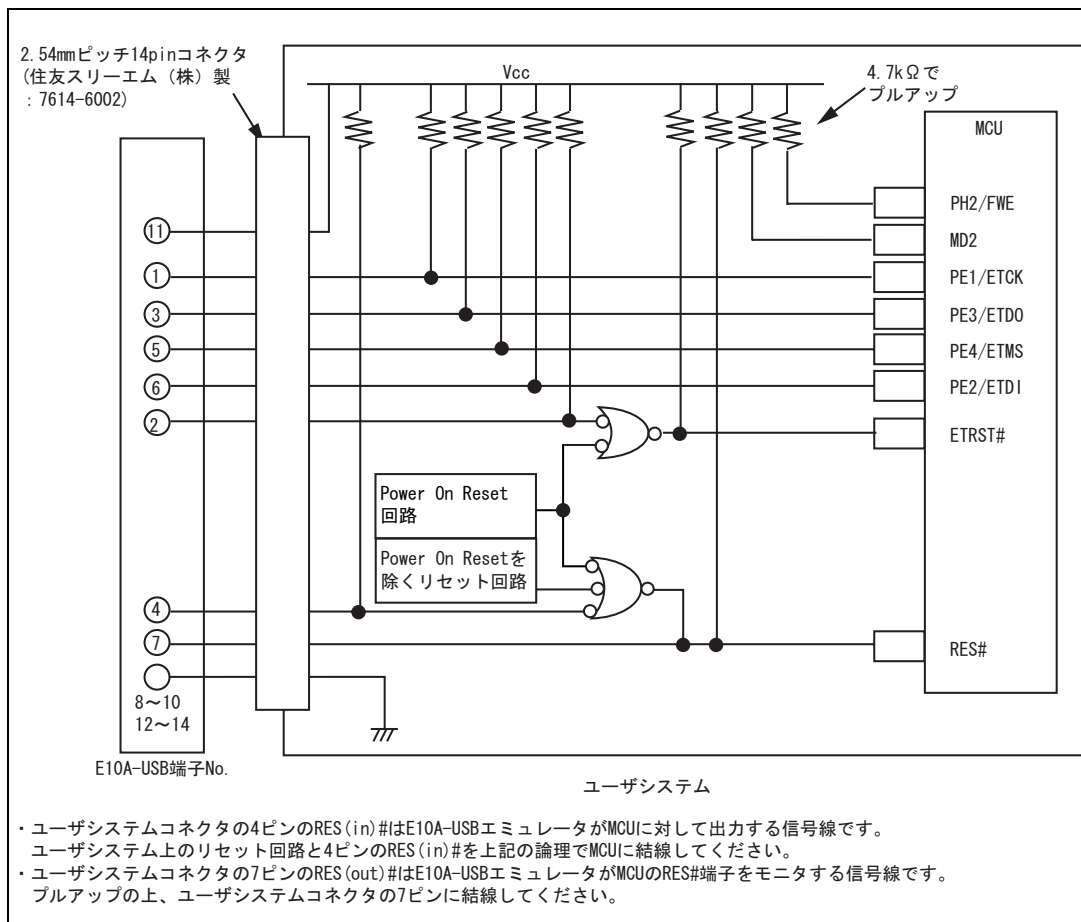 2.54mmピッチ14pinコネクタ
(住友スリーエム（株）製
：7614-6002)
Vcc
4.7kΩで
プルアップ
MCU
PH2/FWE
⑪
MD2
①
PE1/ETCK
③
PE3/ETDO
⑤
PE4/ETMS
⑥
PE2/ETDI
②
ETRST#
Power On Reset
回路
Power On Resetを
除くリセット回路
④
⑦
RES#
8～10
12～14
E10A-USB端子No.
ユーザシステム
・ユーザシステムコネクタの4ピンのRES(in)#はE10A-USBエミュレータがMCUに対して出力する信号線です。
ユーザシステム上のリセット回路と4ピンのRES(in)#を上記の論理でMCUに結線してください。
・ユーザシステムコネクタの7ピンのRES(out)#はE10A-USBエミュレータがMCUのRES#端子をモニタする信号線です。
プルアップの上、ユーザシステムコネクタの7ピンに結線してください。